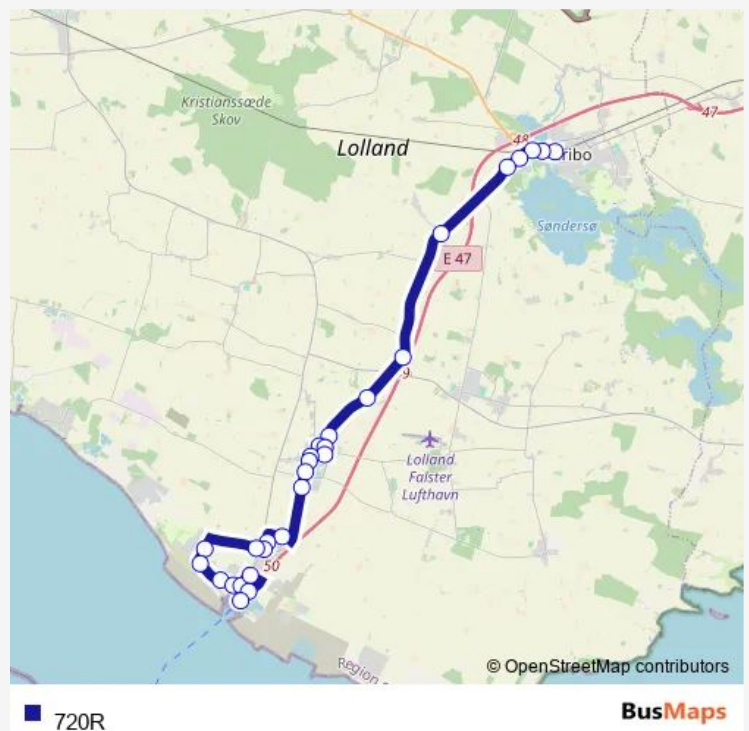 Kristianssæde
Skov
Lolland
48
47
ribo
Søndersø
E 47
9
Lolland
Falster
Lufthavn
50
Region
© OpenStreetMap contributors
720R
BusMaps